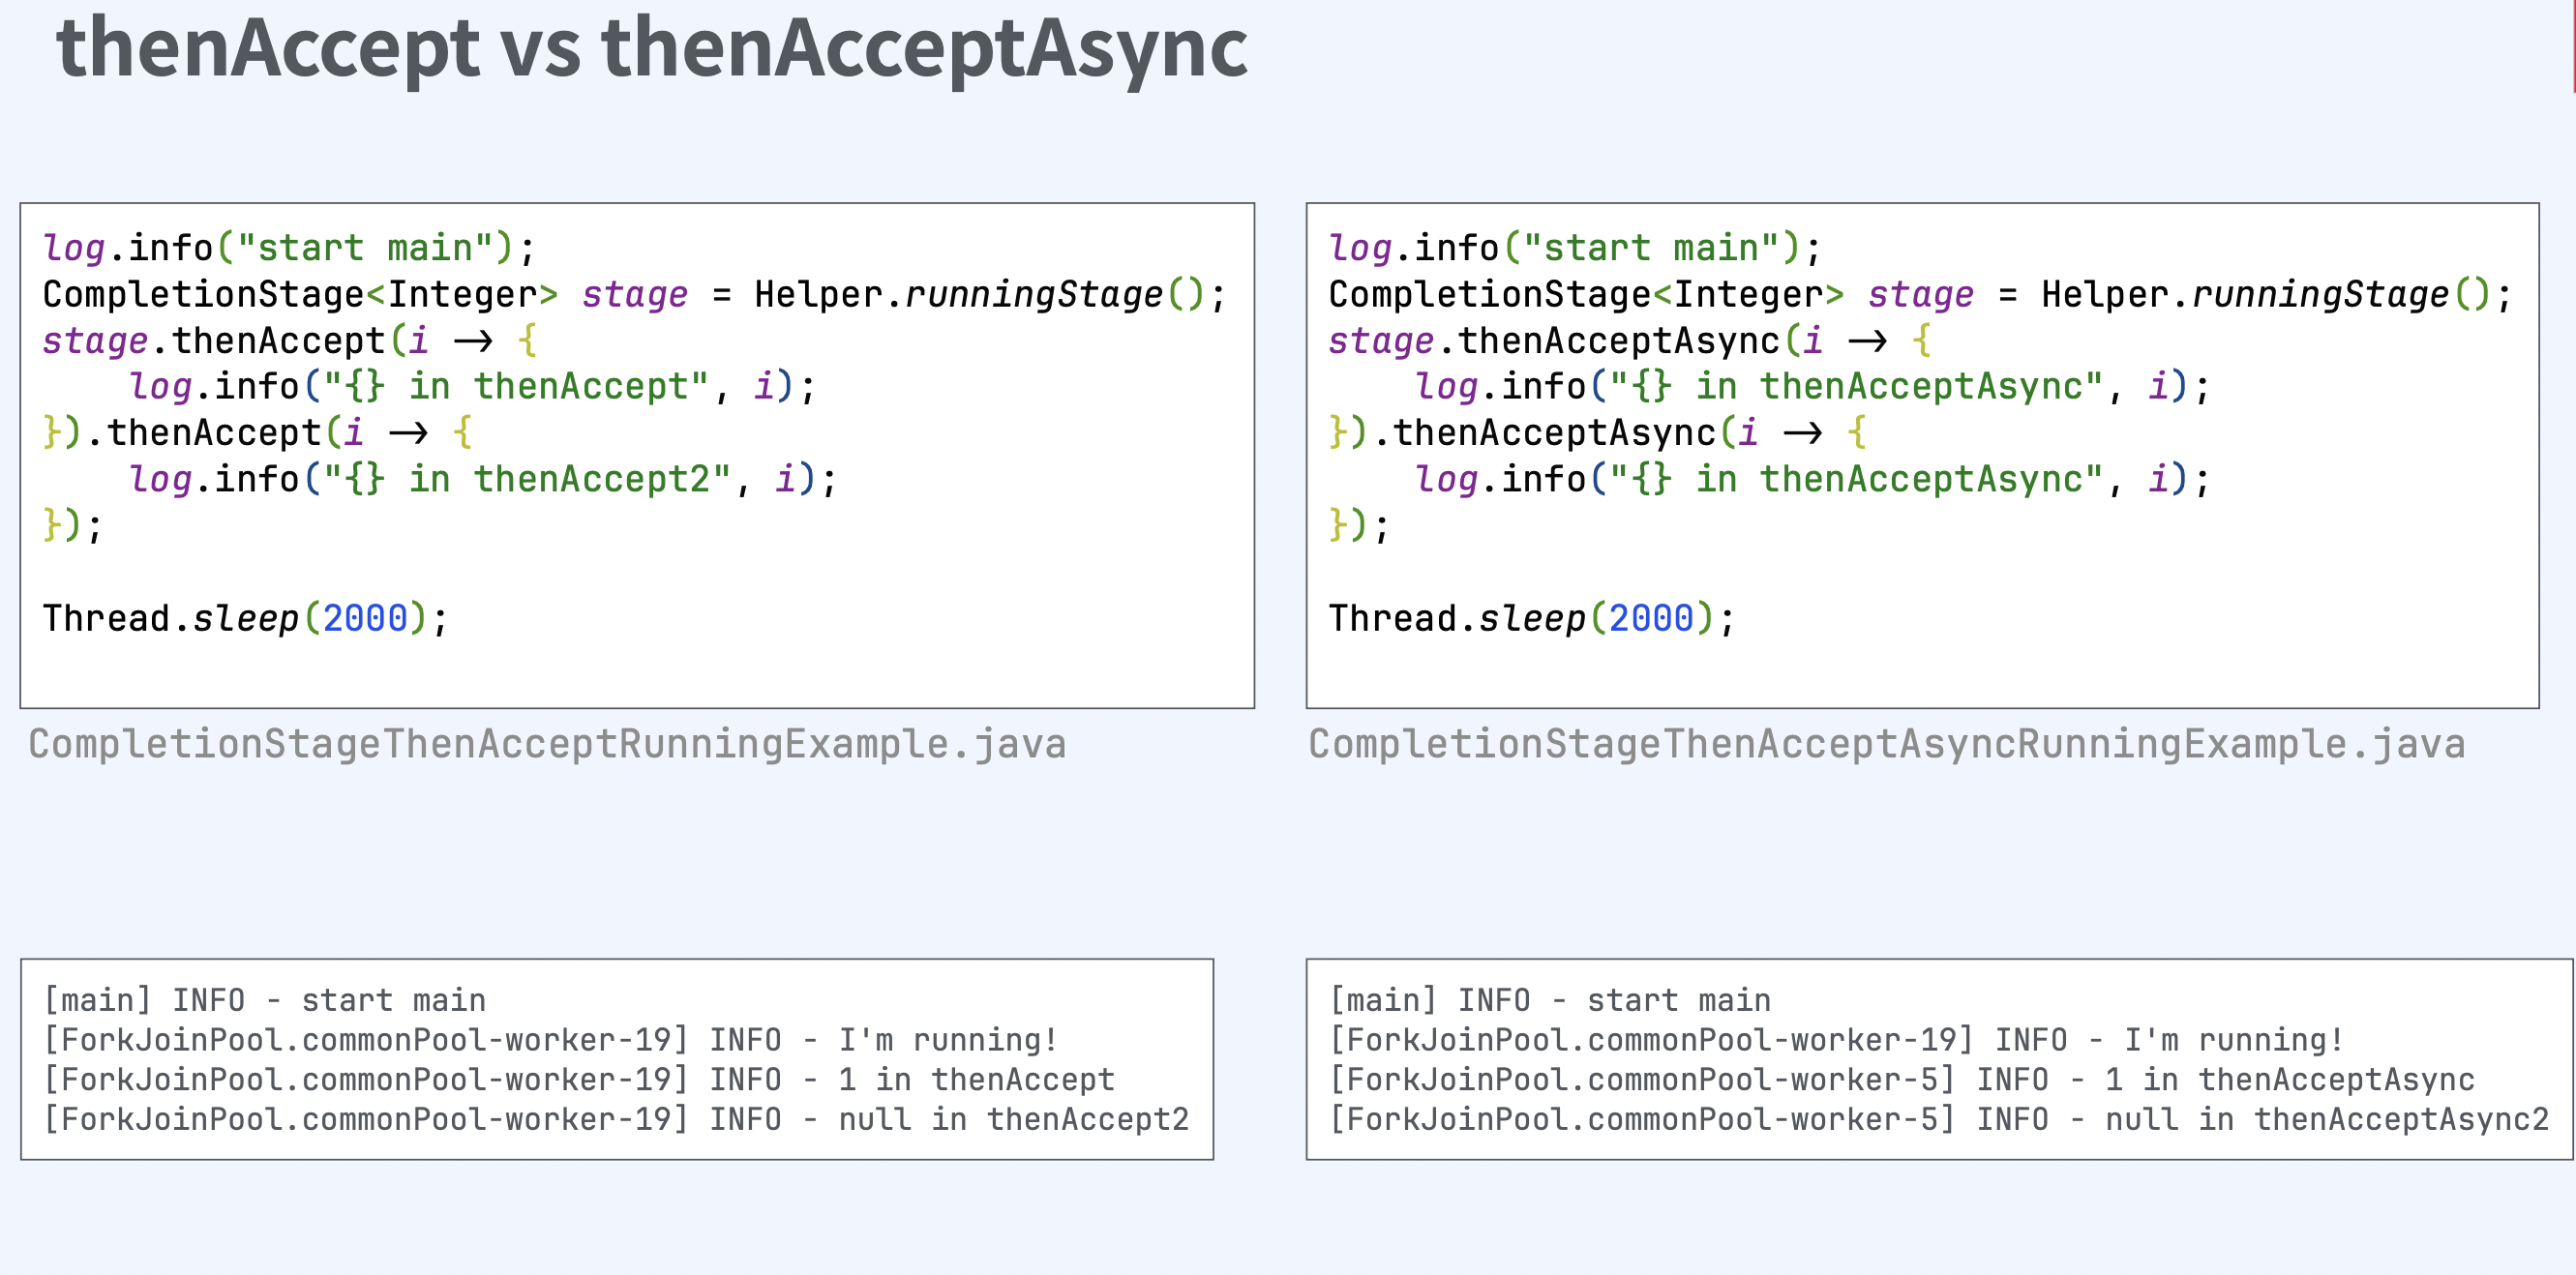 thenAccept vs thenAcceptAsync
log.info("start main");
CompletionStage<Integer> stage = Helper.runningStage();
stage.thenAccept(i → {
    log.info("{} in thenAccept", i);
}).thenAccept(i → {
    log.info("{} in thenAccept2", i);
});
Thread.sleep(2000);
CompletionStageThenAcceptRunningExample.java
log.info("start main");
CompletionStage<Integer> stage = Helper.runningStage();
stage.thenAcceptAsync(i → {
    log.info("{} in thenAcceptAsync", i);
}).thenAcceptAsync(i → {
    log.info("{} in thenAcceptAsync", i);
});
Thread.sleep(2000);
CompletionStageThenAcceptAsyncRunningExample.java
[main] INFO - start main
[ForkJoinPool.commonPool-worker-19] INFO - I'm running!
[ForkJoinPool.commonPool-worker-19] INFO - 1 in thenAccept
[ForkJoinPool.commonPool-worker-19] INFO - null in thenAccept2
[main] INFO - start main
[ForkJoinPool.commonPool-worker-19] INFO - I'm running!
[ForkJoinPool.commonPool-worker-5] INFO - 1 in thenAcceptAsync
[ForkJoinPool.commonPool-worker-5] INFO - null in thenAcceptAsync2